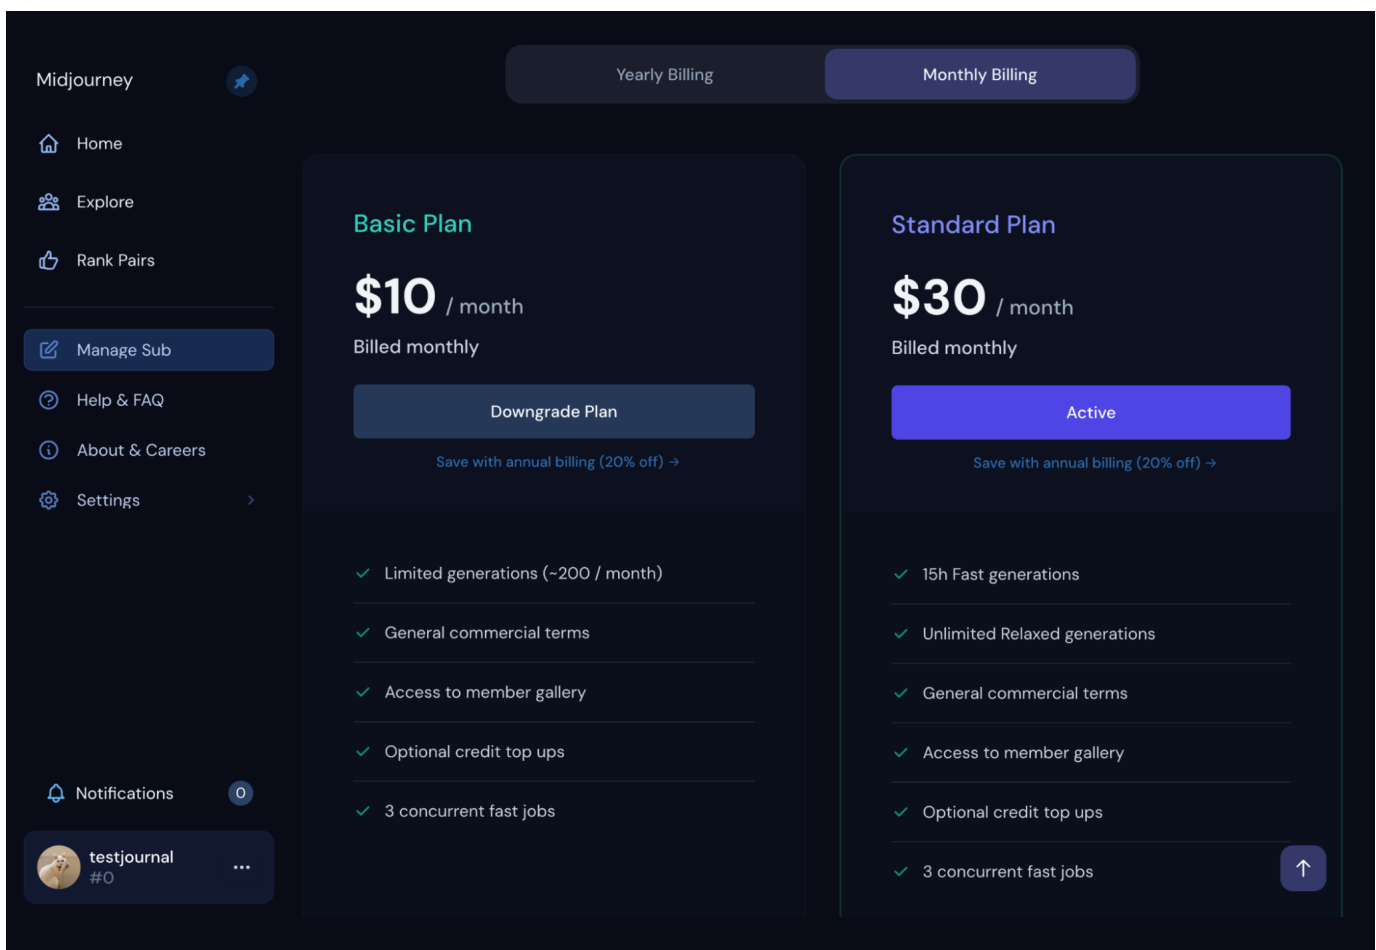 Midjourney
Home
Explore
Rank Pairs
Manage Sub
Help & FAQ
About & Careers
Settings
Notifications 0
testjournal
#0
Yearly Billing
Monthly Billing
Basic Plan
$10 / month
Billed monthly
Downgrade Plan
Save with annual billing (20% off) →
Limited generations (~200 / month)
General commercial terms
Access to member gallery
Optional credit top ups
3 concurrent fast jobs
Standard Plan
$30 / month
Billed monthly
Active
Save with annual billing (20% off) →
15h Fast generations
Unlimited Relaxed generations
General commercial terms
Access to member gallery
Optional credit top ups
3 concurrent fast jobs